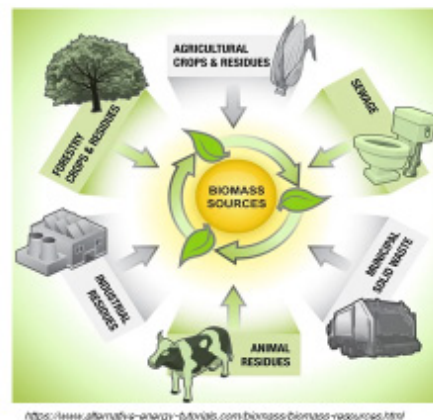 AGRICULTURAL
CROPS & RESIDUES
SEWAGE
FORESTRY
CROPS & RESIDUES
BIOMASS
SOURCES
INDUSTRIAL
RESIDUES
MUNICIPAL
SOLID WASTE
ANIMAL
RESIDUES
https://www.alternative-energy-tutorials.com/biomass/biomass-resources.html